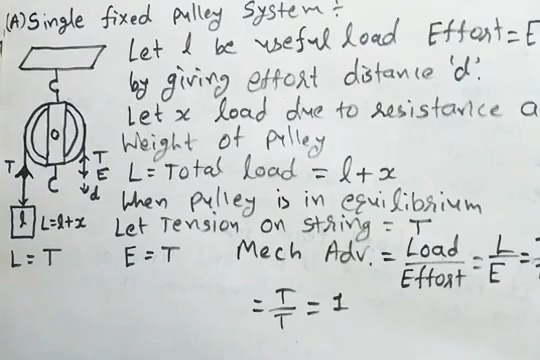 (A) Single fixed pulley System ÷
Let l be useful load Effort = E
by giving effort distance 'd'.
Let x load due to resistance a
Weight of pulley
L = Total load = l + x
When pulley is in equilibrium
Let Tension on string = T
T
T
E
d
l
L = l + x
L = T E = T Mech Adv. = Load/Effort = L/E =
= T/T = 1